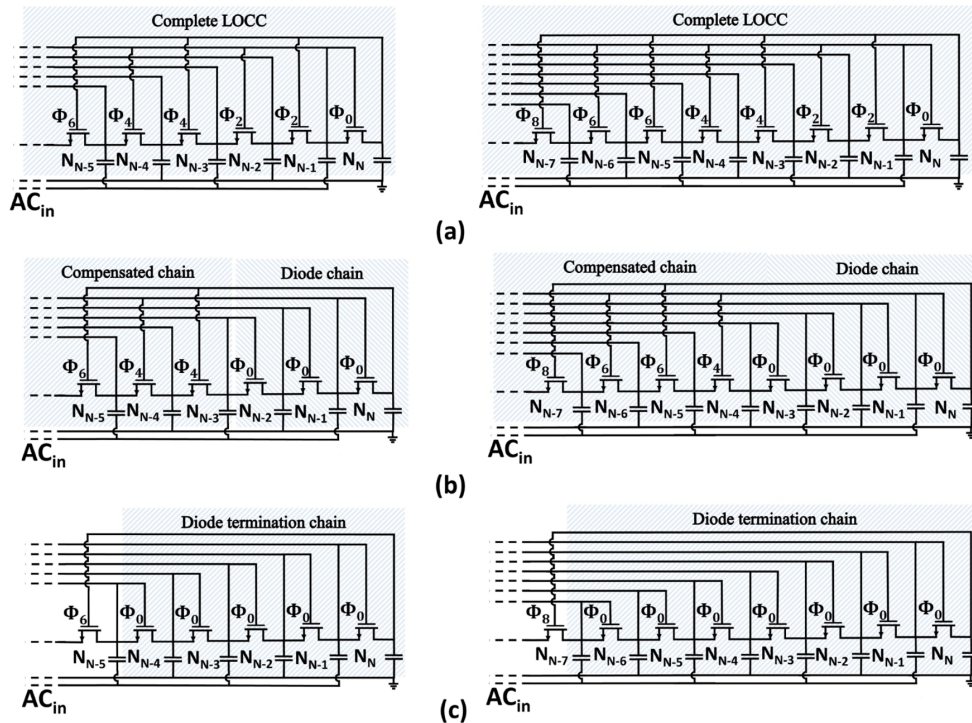 Complete LOCC
Φ6 Φ4 Φ4 Φ2 Φ2 Φ0
NN-5 NN-4 NN-3 NN-2 NN-1 NN
ACin
Complete LOCC
Φ8 Φ6 Φ6 Φ4 Φ4 Φ2 Φ2 Φ0
NN-7 NN-6 NN-5 NN-4 NN-3 NN-2 NN-1 NN
ACin
(a)
Compensated chain Diode chain
Φ6 Φ4 Φ4 Φ0 Φ0 Φ0
NN-5 NN-4 NN-3 NN-2 NN-1 NN
ACin
Compensated chain Diode chain
Φ8 Φ6 Φ6 Φ4 Φ0 Φ0 Φ0 Φ0
NN-7 NN-6 NN-5 NN-4 NN-3 NN-2 NN-1 NN
ACin
(b)
Diode termination chain
Φ6 Φ0 Φ0 Φ0 Φ0 Φ0
NN-5 NN-4 NN-3 NN-2 NN-1 NN
ACin
Diode termination chain
Φ8 Φ0 Φ0 Φ0 Φ0 Φ0 Φ0 Φ0
NN-7 NN-6 NN-5 NN-4 NN-3 NN-2 NN-1 NN
ACin
(c)